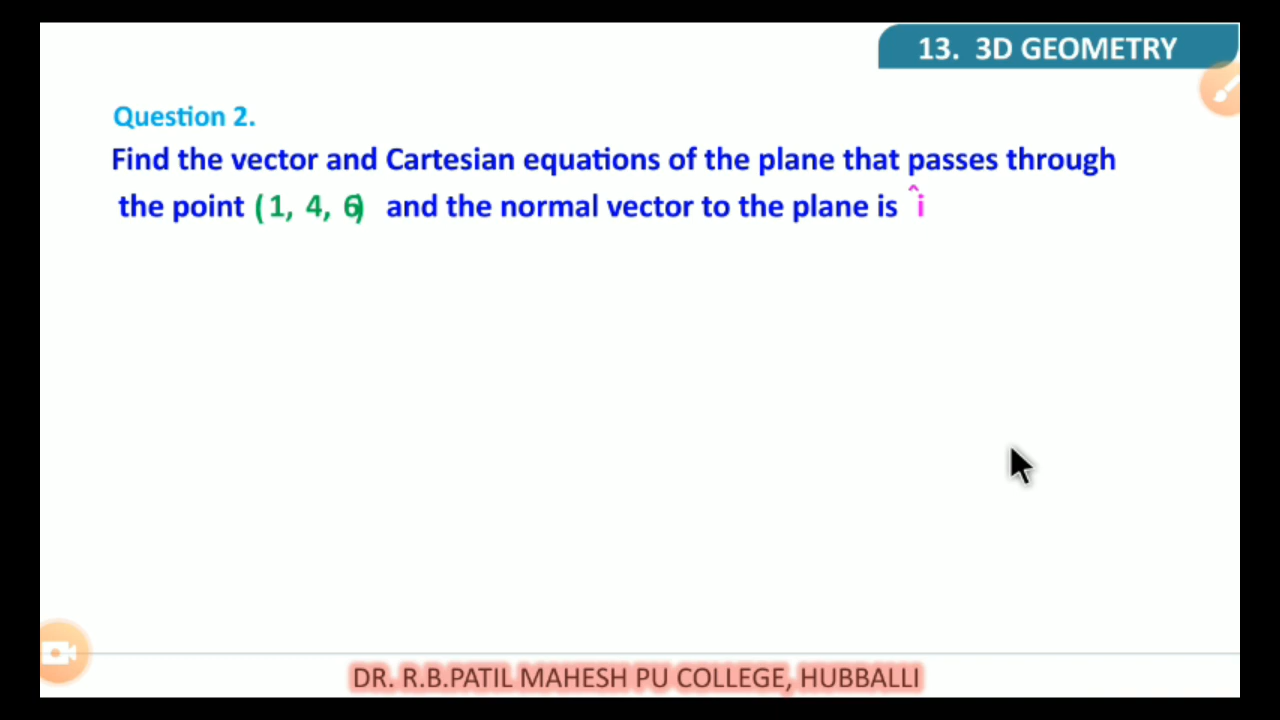 13. 3D GEOMETRY
Question 2.
Find the vector and Cartesian equations of the plane that passes through
the point (1, 4, 6) and the normal vector to the plane is î
DR. R.B.PATIL MAHESH PU COLLEGE, HUBBALLI